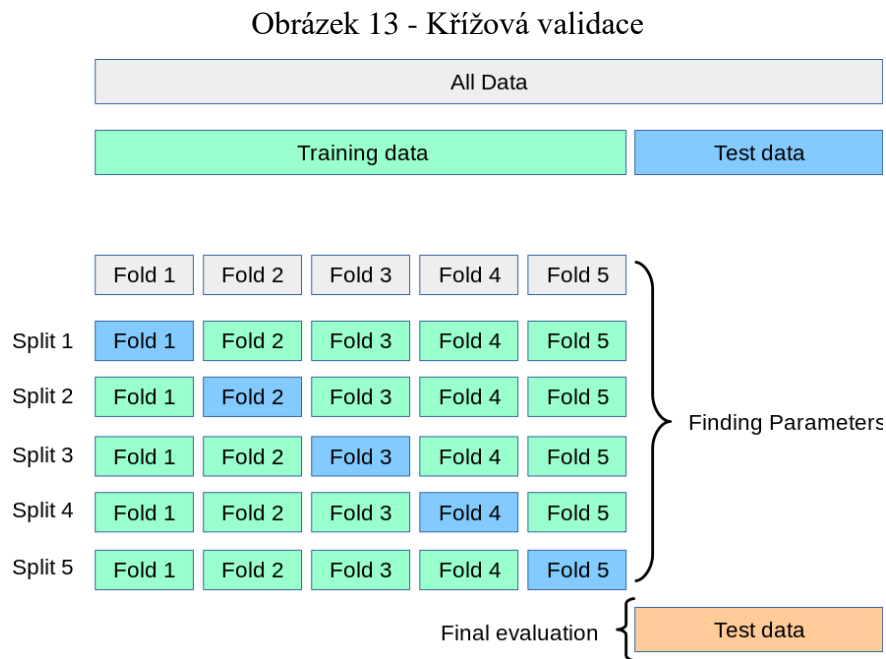 Obrázek 13 - Křížová validace
All Data
Training data Test data
Fold 1 Fold 2 Fold 3 Fold 4 Fold 5
Split 1 Fold 1 Fold 2 Fold 3 Fold 4 Fold 5
Split 2 Fold 1 Fold 2 Fold 3 Fold 4 Fold 5
Finding Parameters
Split 3 Fold 1 Fold 2 Fold 3 Fold 4 Fold 5
Split 4 Fold 1 Fold 2 Fold 3 Fold 4 Fold 5
Split 5 Fold 1 Fold 2 Fold 3 Fold 4 Fold 5
Final evaluation Test data